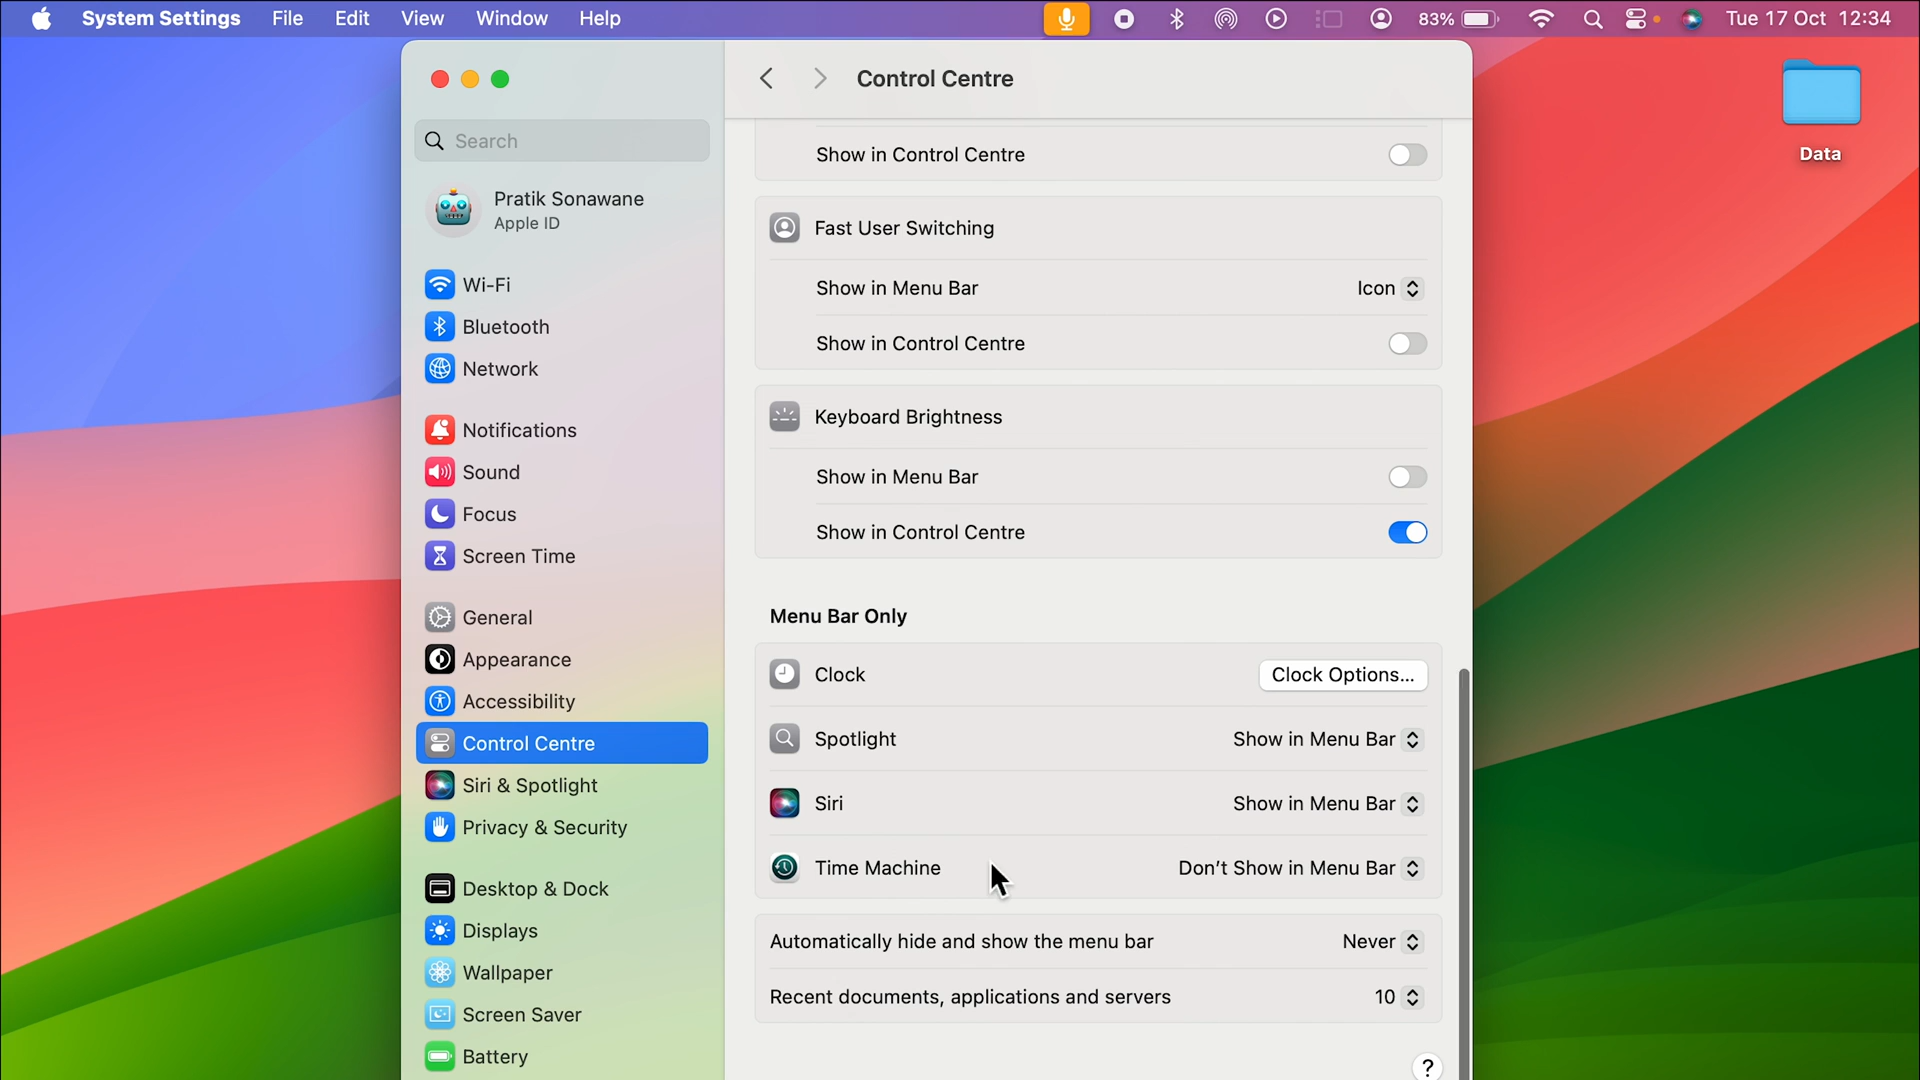 System Settings File Edit View Window Help 83% Tue 17 Oct 12:34
Data
Search
Pratik Sonawane
Apple ID
Wi-Fi
Bluetooth
Network
Notifications
Sound
Focus
Screen Time
General
Appearance
Accessibility
Control Centre
Siri & Spotlight
Privacy & Security
Desktop & Dock
Displays
Wallpaper
Screen Saver
Battery
Control Centre
Show in Control Centre
Fast User Switching
Show in Menu Bar Icon
Show in Control Centre
Keyboard Brightness
Show in Menu Bar
Show in Control Centre
Menu Bar Only
Clock Clock Options...
Spotlight Show in Menu Bar
Siri Show in Menu Bar
Time Machine Don’t Show in Menu Bar
Automatically hide and show the menu bar Never
Recent documents, applications and servers 10
?